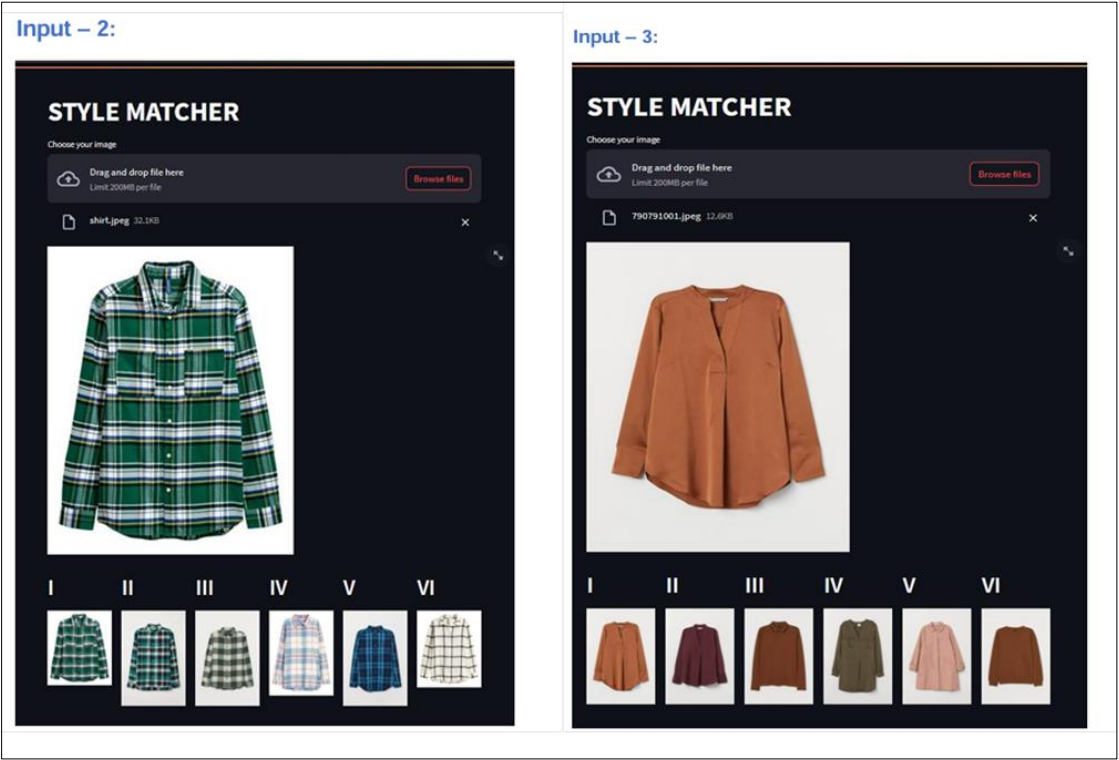 Input – 2:
STYLE MATCHER
Choose your image
Drag and drop file here
Limit 200MB per file
Browse files
shirt.jpeg 32.1KB
I II III IV V VI
Input – 3:
STYLE MATCHER
Choose your image
Drag and drop file here
Limit 200MB per file
Browse files
790791001.jpeg 12.6KB
I II III IV V VI